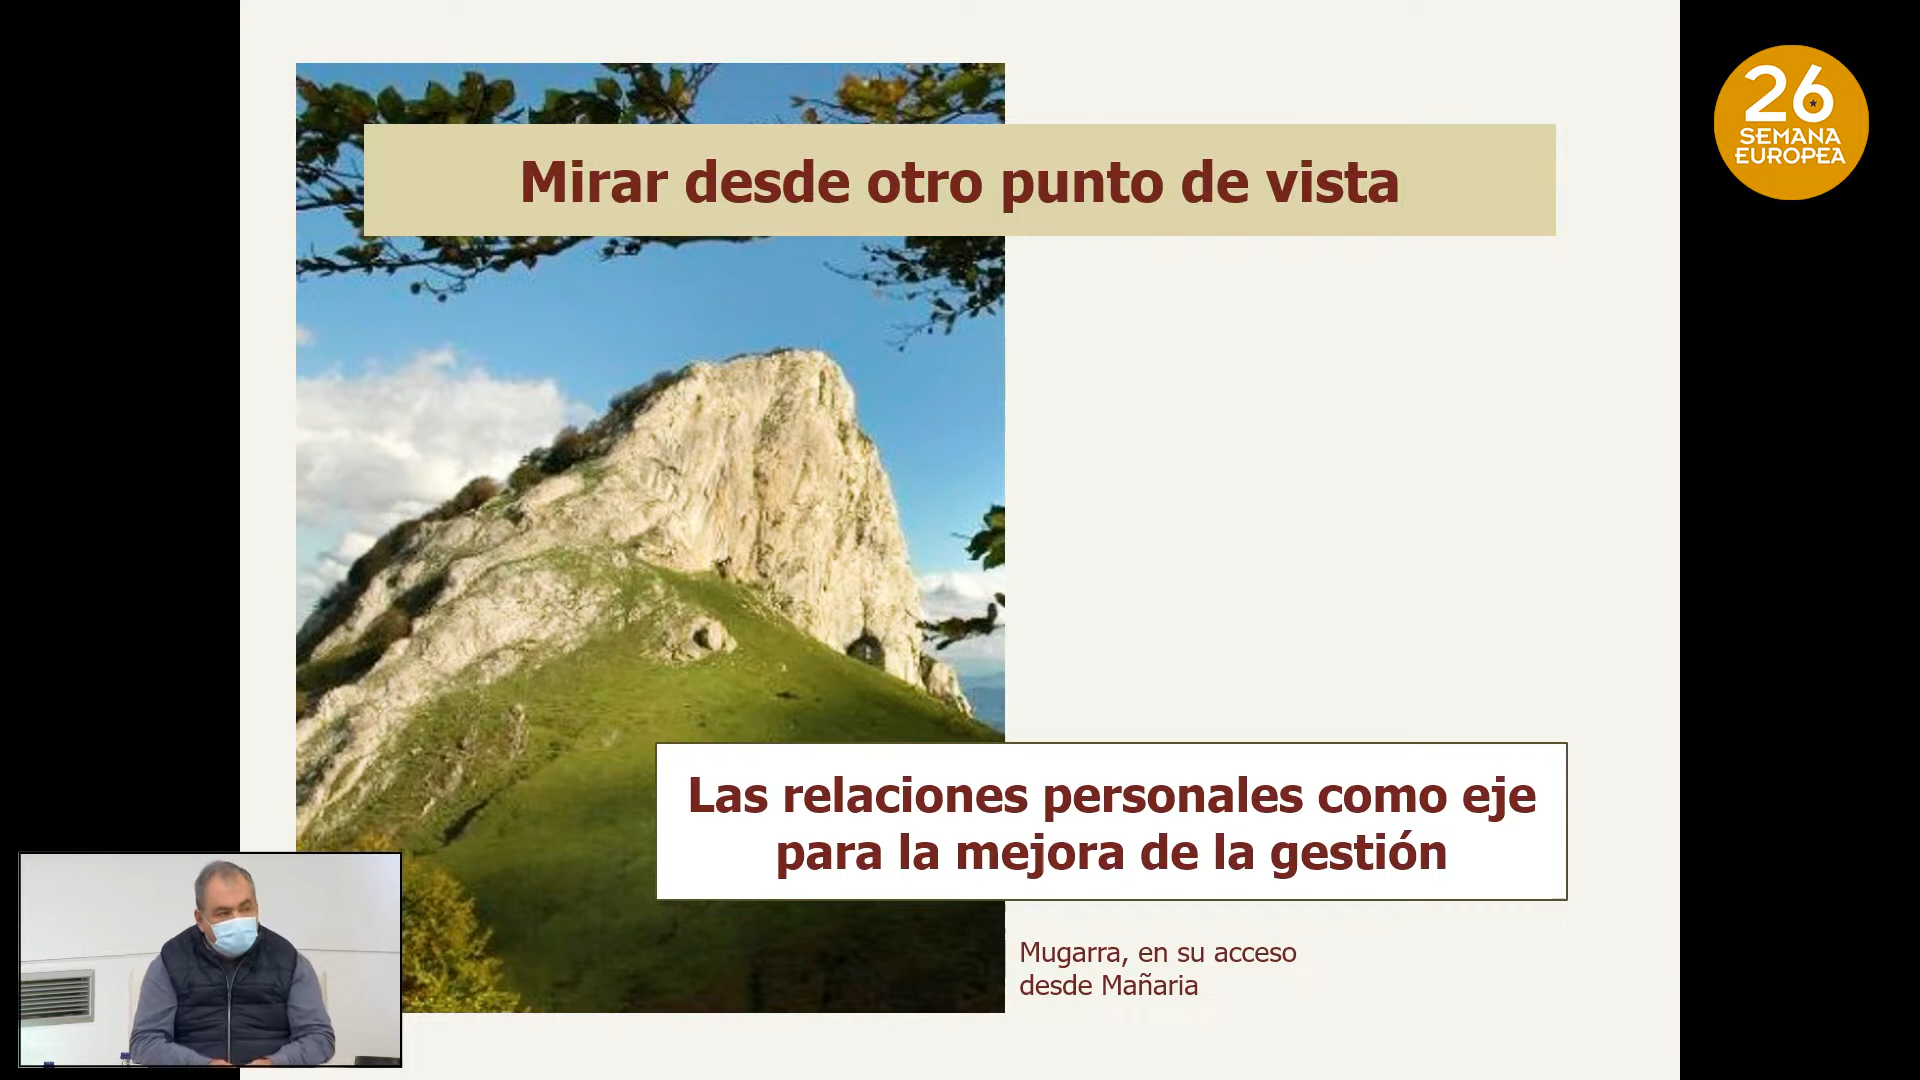 Mirar desde otro punto de vista
26
SEMANA
EUROPEA
Las relaciones personales como eje
para la mejora de la gestión
Mugarra, en su acceso
desde Mañaria